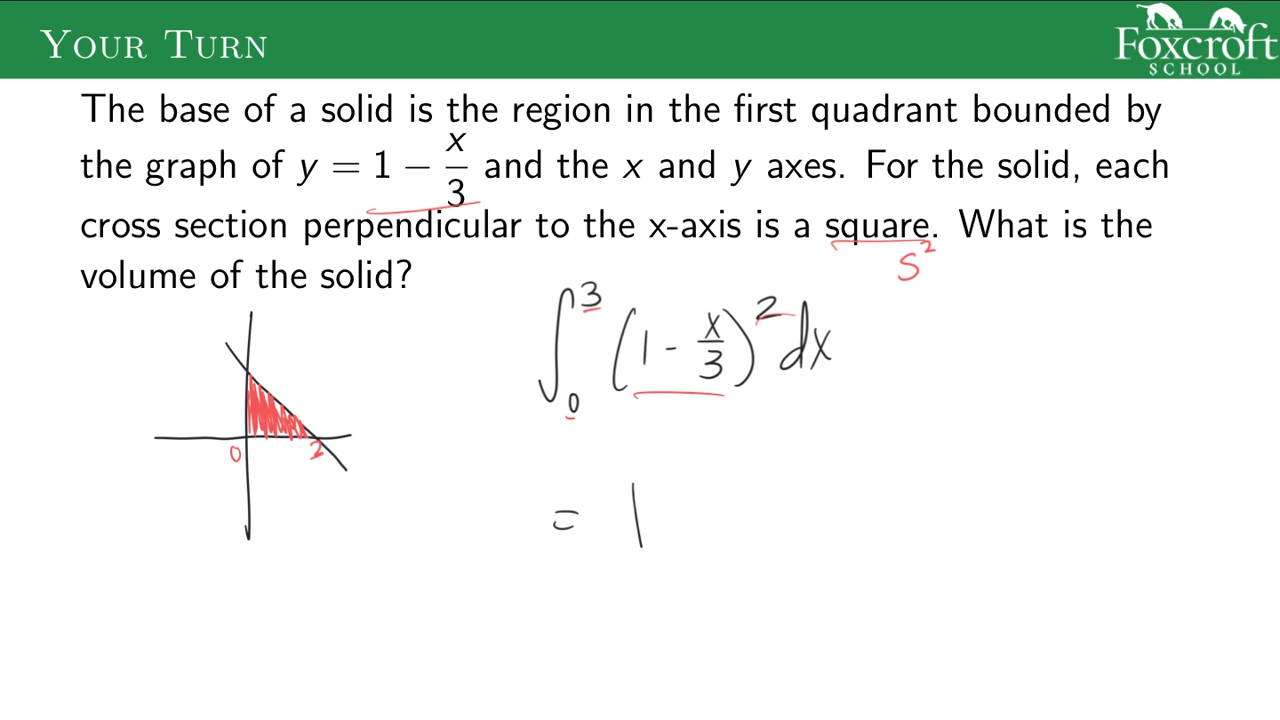 YOUR TURN
Foxcroft
SCHOOL
The base of a solid is the region in the first quadrant bounded by
the graph of y = 1 − x/3 and the x and y axes. For the solid, each
cross section perpendicular to the x-axis is a square. What is the
volume of the solid?
S²
∫₀³ (1 - x/3)² dx
0 2
= 1